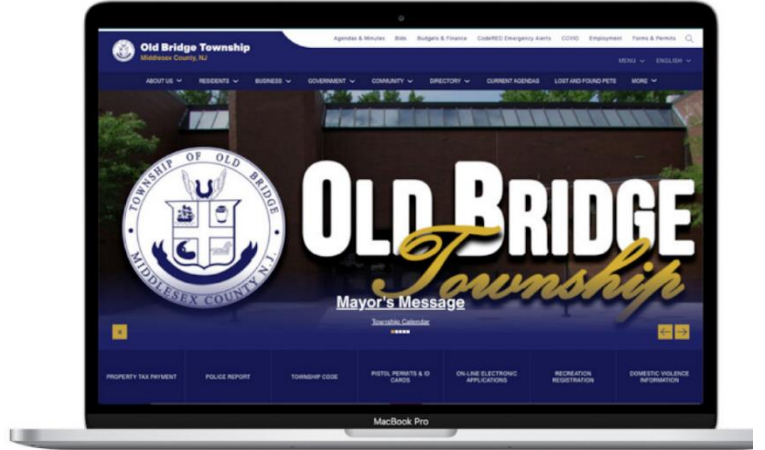 Agendas & Minutes Bids Budgets & Finance CodeRED Emergency Alerts COVID Employment Forms & Permits
Old Bridge Township
Middlesex County, NJ
MENU ENGLISH
ABOUT US RESIDENTS BUSINESS GOVERNMENT COMMUNITY DIRECTORY CURRENT AGENDAS LOST AND FOUND PETS MORE
TOWNSHIP OF OLD BRIDGE
MIDDLESEX COUNTY N.J.
OLD BRIDGE
Township
Mayor's Message
Township Calendar
PROPERTY TAX PAYMENT
POLICE REPORT
TOWNSHIP CODE
PISTOL PERMITS & ID
CARDS
ON-LINE ELECTRONIC
APPLICATIONS
RECREATION
REGISTRATION
DOMESTIC VIOLENCE
INFORMATION
MacBook Pro